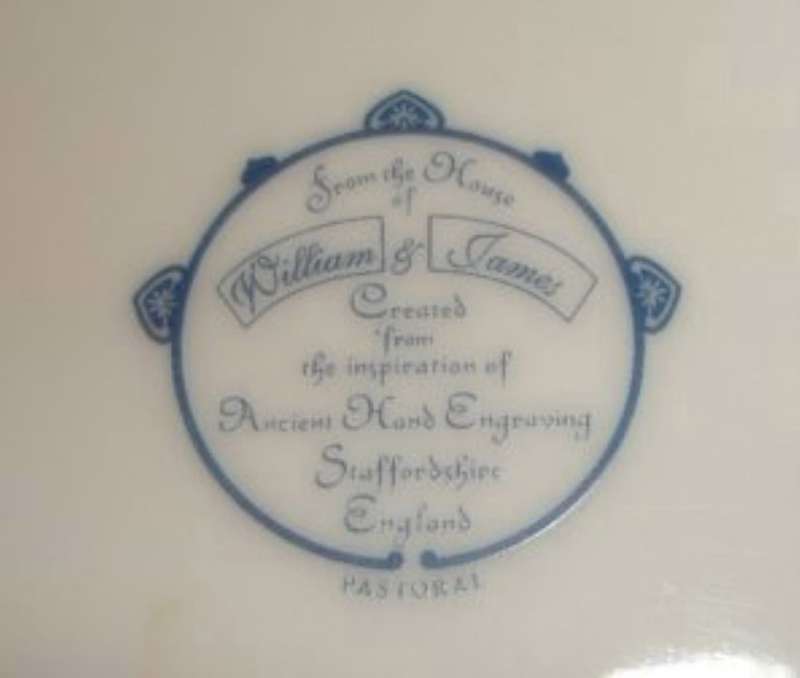 From the House
of
William & James
Created
from
the inspiration of
Ancient Hand Engraving
Staffordshire
England
PASTORAL